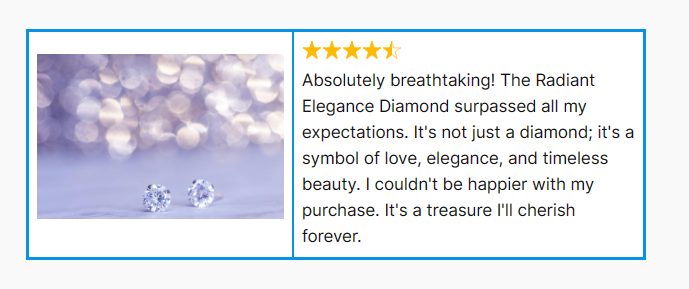 Absolutely breathtaking! The Radiant
Elegance Diamond surpassed all my
expectations. It's not just a diamond; it's a
symbol of love, elegance, and timeless
beauty. I couldn't be happier with my
purchase. It's a treasure I'll cherish
forever.